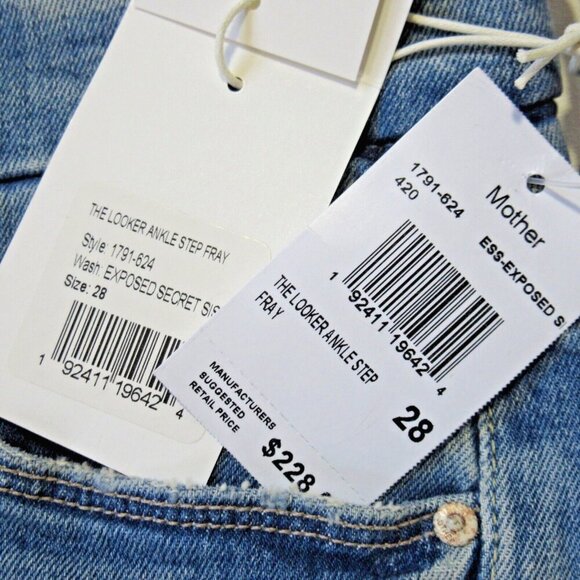 THE LOOKER ANKLE STEP FRAY
Style: 1791-624
Wash: EXPOSED SECRET SIS
Size: 28
1 92411 19642 4
Mother
1791-624
420
ESS-EXPOSED S
1 92411 19642 4
THE LOOKER ANKLE STEP
FRAY
28
MANUFACTURERS
SUGGESTED
RETAIL PRICE
$228.